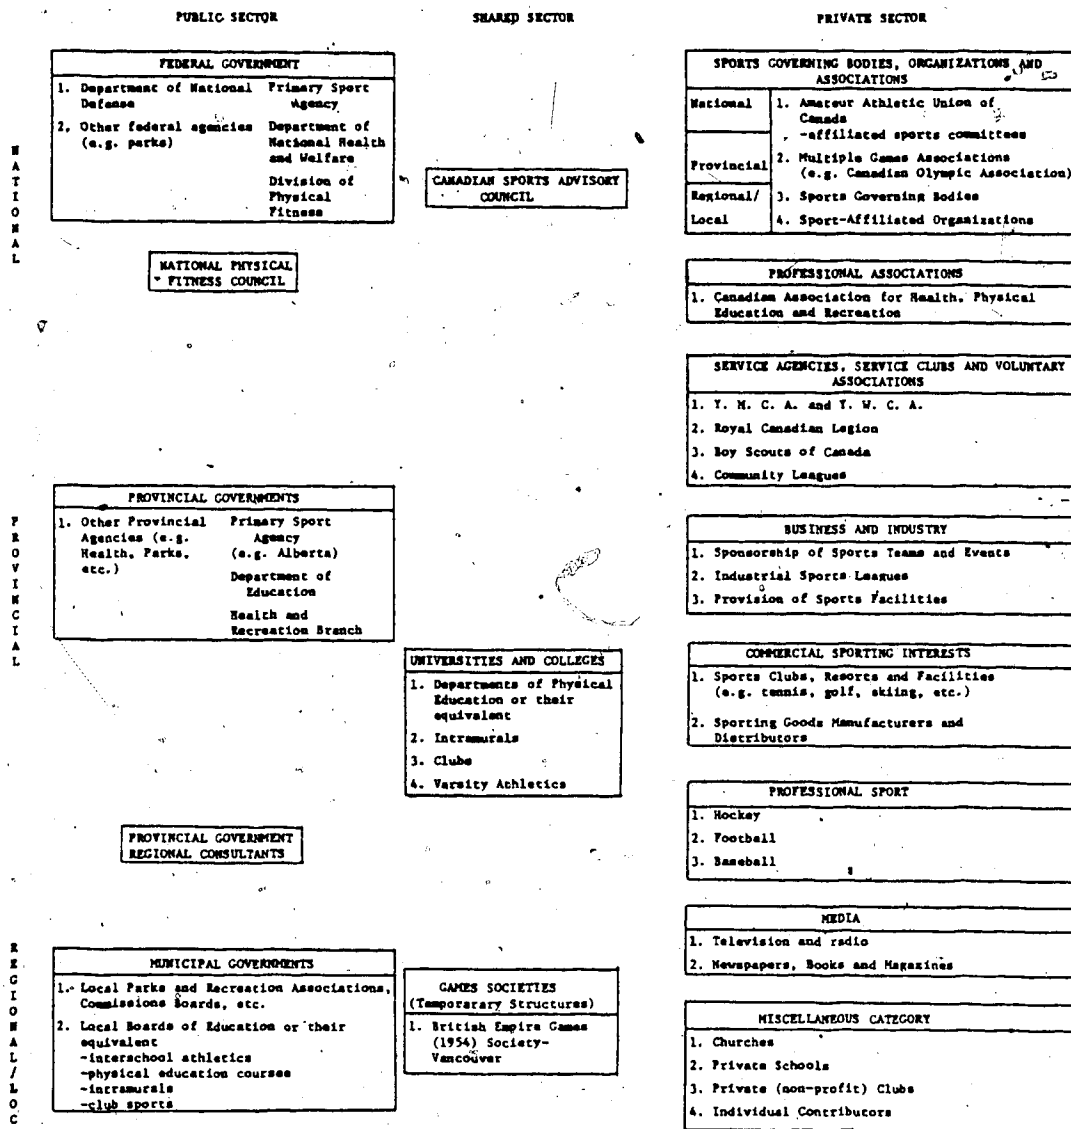 PUBLIC SECTOR
SHARED SECTOR
PRIVATE SECTOR
NATIONAL
FEDERAL GOVERNMENT
1. Department of National
Defense
2. Other federal agencies
(e.g. parks)
Primary Sport
Agency
Department of
National Health
and Welfare
Division of
Physical
Fitness
NATIONAL PHYSICAL
FITNESS COUNCIL
CANADIAN SPORTS ADVISORY
COUNCIL
SPORTS GOVERNING BODIES, ORGANIZATIONS AND
ASSOCIATIONS
National
Provincial
Regional/
Local
1. Amateur Athletic Union of
Canada
-affiliated sports committees
2. Multiple Games Associations
(e.g. Canadian Olympic Association)
3. Sports Governing Bodies
4. Sport-Affiliated Organizations
PROFESSIONAL ASSOCIATIONS
1. Canadian Association for Health, Physical
Education and Recreation
SERVICE AGENCIES, SERVICE CLUBS AND VOLUNTARY
ASSOCIATIONS
1. Y. M. C. A. and Y. W. C. A.
2. Royal Canadian Legion
3. Boy Scouts of Canada
4. Community Leagues
PROVINCIAL
PROVINCIAL GOVERNMENTS
1. Other Provincial
Agencies (e.g.
Health, Parks,
etc.)
Primary Sport
Agency
(e.g. Alberta)
Department of
Education
Health and
Recreation Branch
BUSINESS AND INDUSTRY
1. Sponsorship of Sports Teams and Events
2. Industrial Sports Leagues
3. Provision of Sports Facilities
UNIVERSITIES AND COLLEGES
1. Departments of Physical
Education or their
equivalent
2. Intramurals
3. Clubs
4. Varsity Athletics
COMMERCIAL SPORTING INTERESTS
1. Sports Clubs, Resorts and Facilities
(e.g. tennis, golf, skiing, etc.)
2. Sporting Goods Manufacturers and
Distributors
PROVINCIAL GOVERNMENT
REGIONAL CONSULTANTS
PROFESSIONAL SPORT
1. Hockey
2. Football
3. Baseball
REGIONAL/LOC
MUNICIPAL GOVERNMENTS
1. Local Parks and Recreation Associations,
Commissions Boards, etc.
2. Local Boards of Education or their
equivalent
-interschool athletics
-physical education courses
-intramurals
-club sports
GAMES SOCIETIES
(Temporarary Structures)
1. British Empire Games
(1954) Society-
Vancouver
MEDIA
1. Television and radio
2. Newspapers, Books and Magazines
MISCELLANEOUS CATEGORY
1. Churches
2. Private Schools
3. Private (non-profit) Clubs
4. Individual Contributors